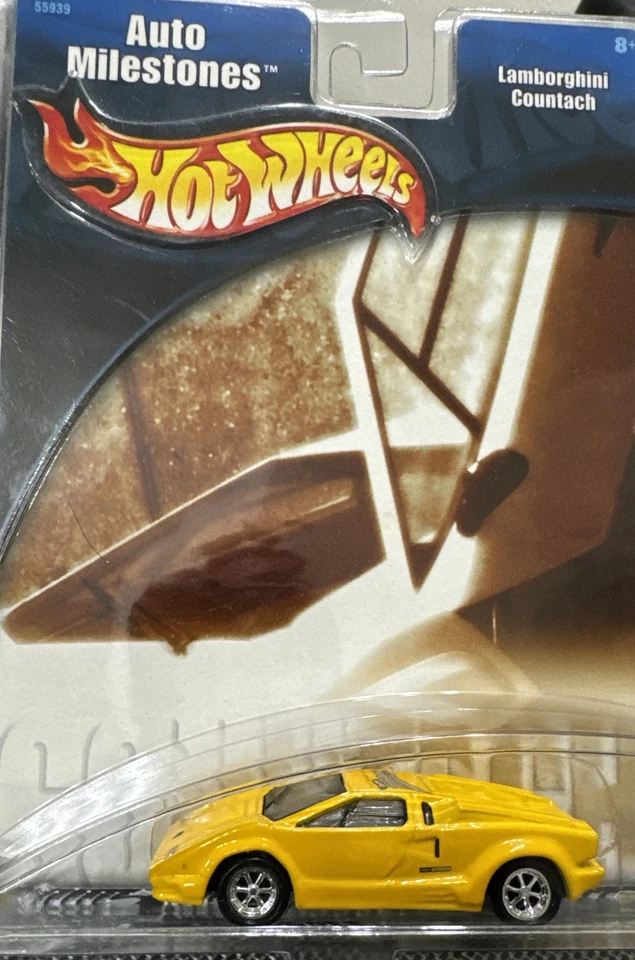 55939
Auto
Milestones™
8+
Lamborghini
Countach
Hot Wheels